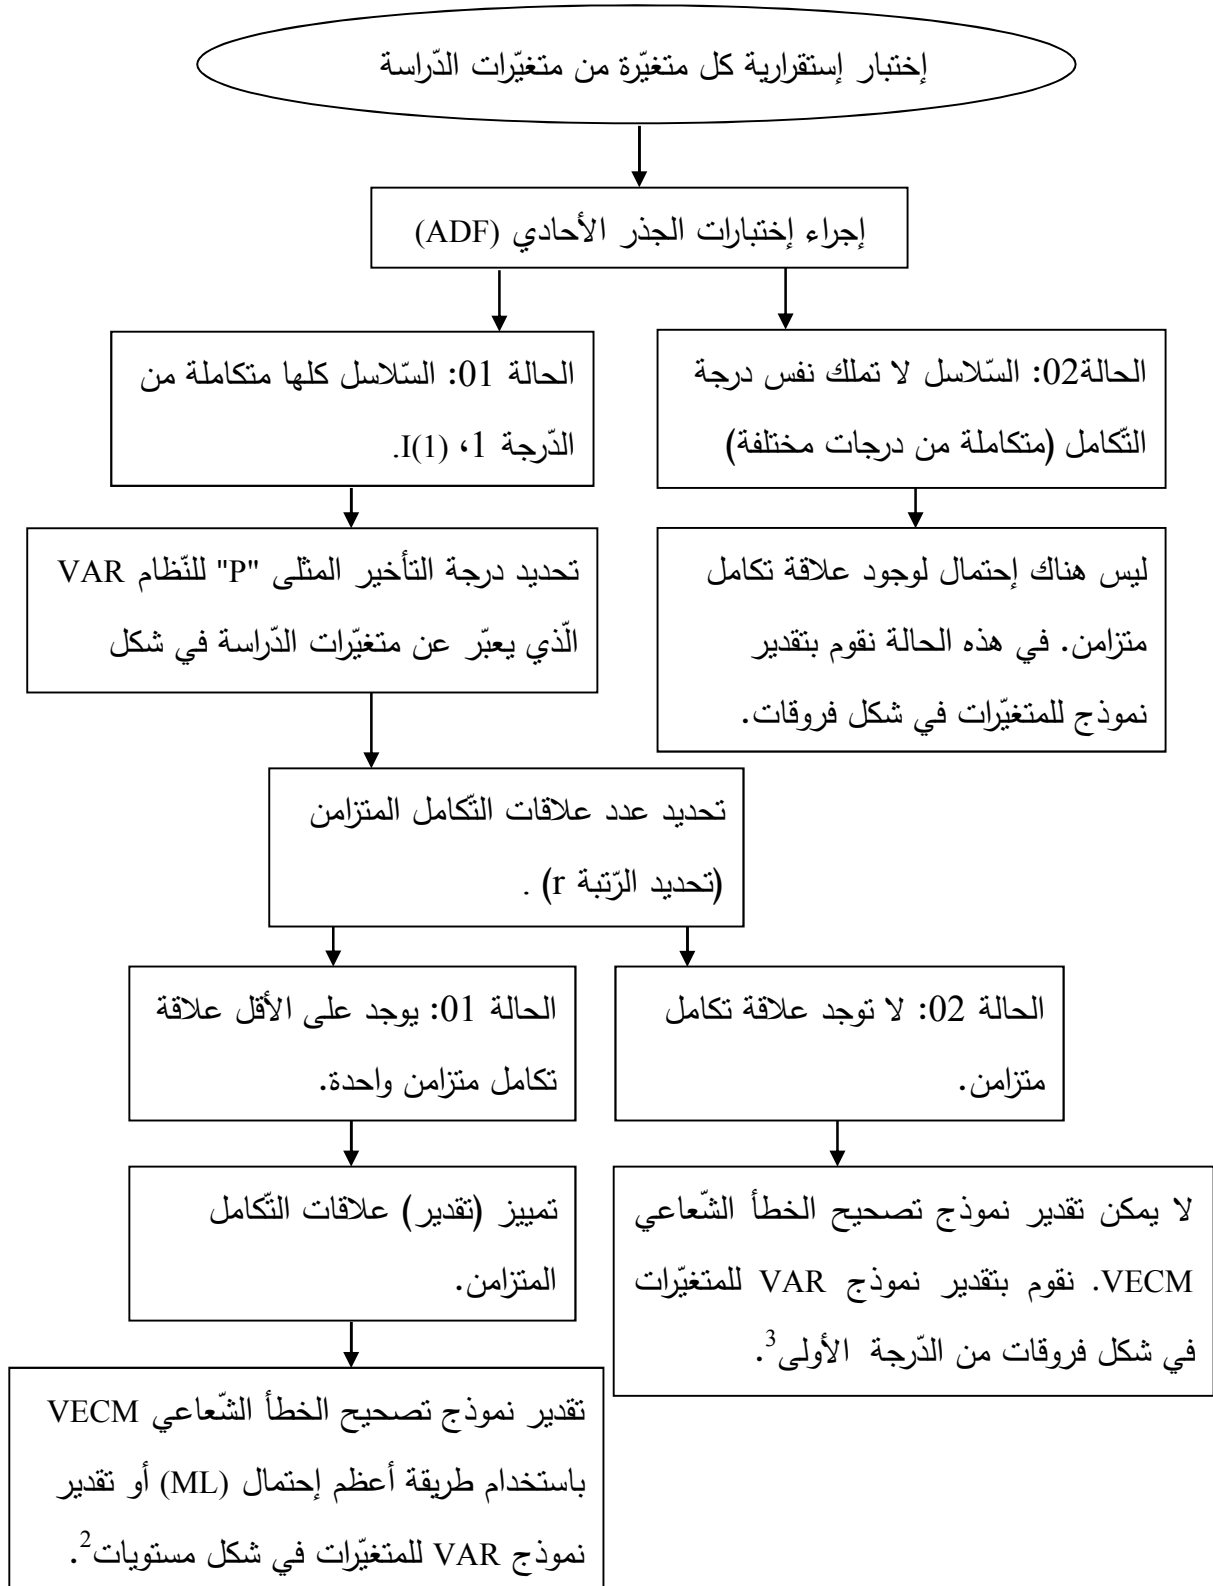 إختبار إستقرارية كل متغيّرة من متغيّرات الدّراسة
إجراء إختبارات الجذر الأحادي (ADF)
الحالة 01: السّلاسل كلها متكاملة من
الدّرجة 1، I(1).
الحالة02: السّلاسل لا تملك نفس درجة
التّكامل (متكاملة من درجات مختلفة)
تحديد درجة التأخير المثلى "P" للنّظام VAR
الّذي يعبّر عن متغيّرات الدّراسة في شكل
ليس هناك إحتمال لوجود علاقة تكامل
متزامن. في هذه الحالة نقوم بتقدير
نموذج للمتغيّرات في شكل فروقات.
تحديد عدد علاقات التّكامل المتزامن
(تحديد الرّتبة r) .
الحالة 01: يوجد على الأقل علاقة
تكامل متزامن واحدة.
الحالة 02: لا توجد علاقة تكامل
متزامن.
تمييز (تقدير) علاقات التّكامل
المتزامن.
لا يمكن تقدير نموذج تصحيح الخطأ الشّعاعي
VECM. نقوم بتقدير نموذج VAR للمتغيّرات
في شكل فروقات من الدّرجة الأولى3.
تقدير نموذج تصحيح الخطأ الشّعاعي VECM
باستخدام طريقة أعظم إحتمال (ML) أو تقدير
نموذج VAR للمتغيّرات في شكل مستويات2.